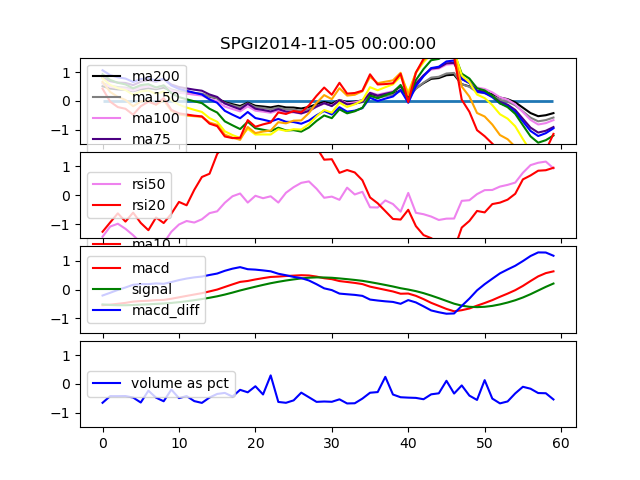 SPGI2014-11-05 00:00:00
1
0
−1
ma200
ma150
ma100
ma75
1
0
−1
rsi50
rsi20
ma10
1
0
−1
macd
signal
macd_diff
1
0
−1
volume as pct
0 10 20 30 40 50 60